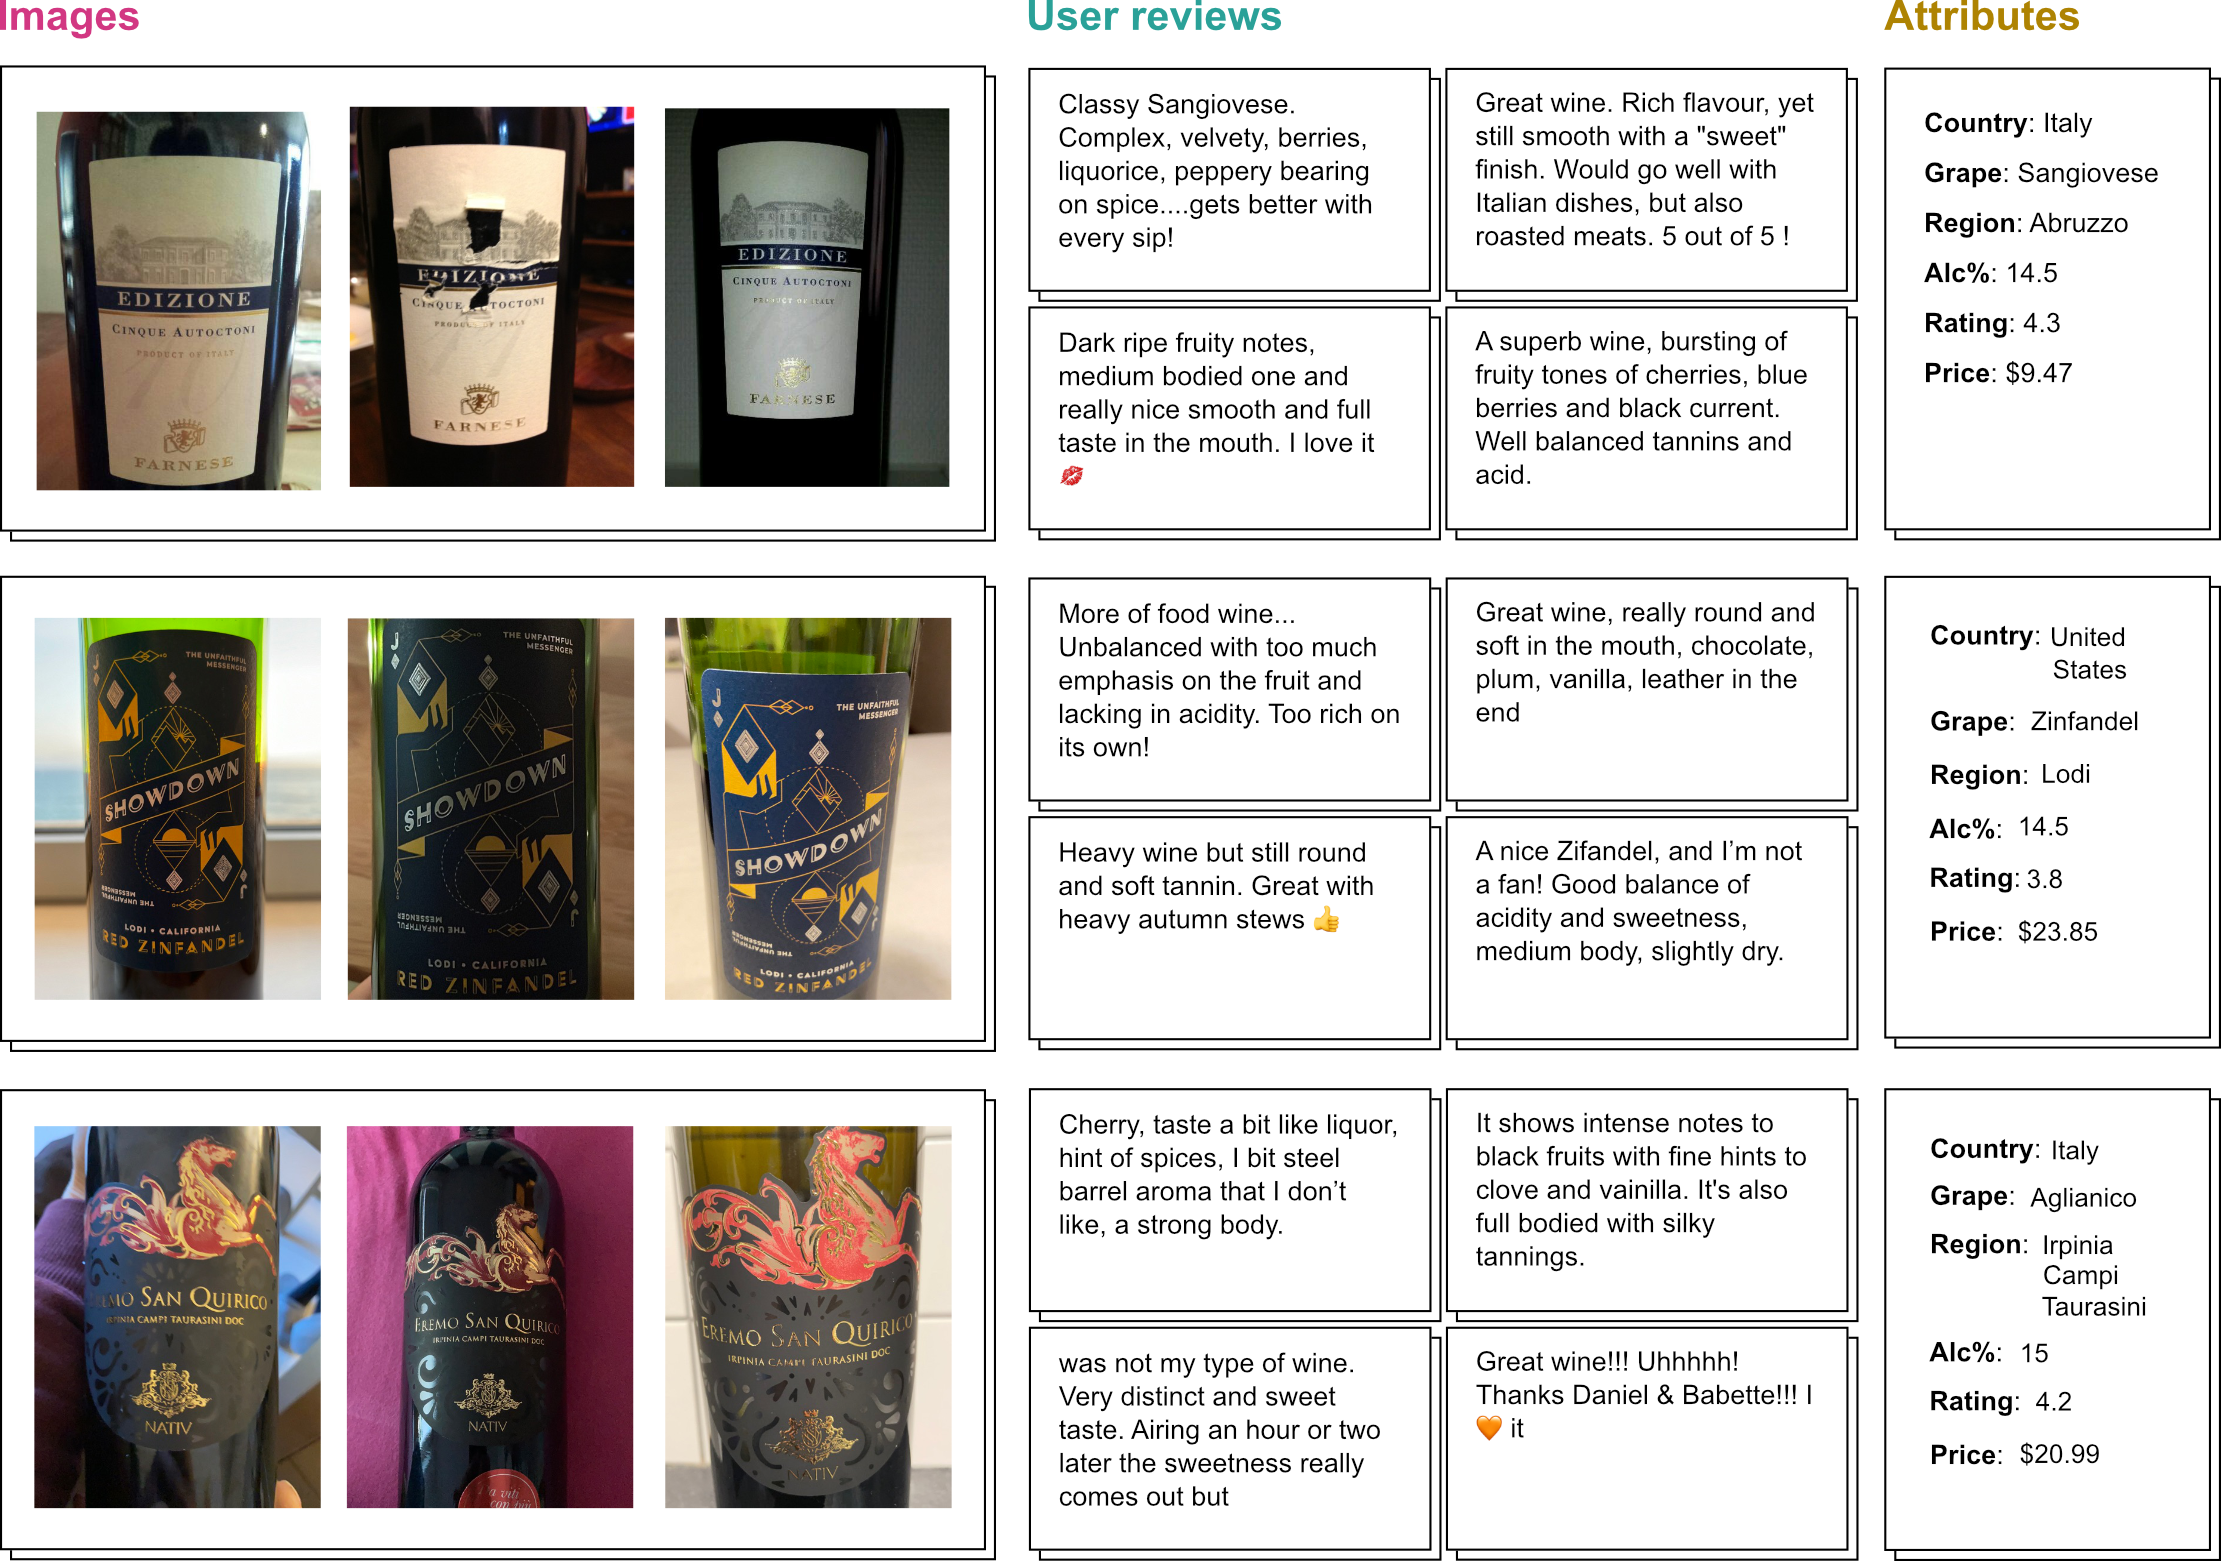 Images
User reviews
Attributes
EDIZIONE
CINQUE AUTOCTONI
PRODUCT OF ITALY
FARNESE
EDIZIONE
CINQUE AUTOCTONI
PRODUCT OF ITALY
FARNESE
EDIZIONE
CINQUE AUTOCTONI
PRODUCT OF ITALY
FARNESE
Classy Sangiovese.
Complex, velvety, berries,
liquorice, peppery bearing
on spice....gets better with
every sip!
Great wine. Rich flavour, yet
still smooth with a "sweet"
finish. Would go well with
Italian dishes, but also
roasted meats. 5 out of 5 !
Dark ripe fruity notes,
medium bodied one and
really nice smooth and full
taste in the mouth. I love it
💋
A superb wine, bursting of
fruity tones of cherries, blue
berries and black current.
Well balanced tannins and
acid.
Country: Italy
Grape: Sangiovese
Region: Abruzzo
Alc%: 14.5
Rating: 4.3
Price: $9.47
J
THE UNFAITHFUL
MESSENGER
SHOWDOWN
THE UNFAITHFUL
MESSENGER
J
LODI • CALIFORNIA
RED ZINFANDEL
J
THE UNFAITHFUL
MESSENGER
SHOWDOWN
THE UNFAITHFUL
MESSENGER
J
LODI • CALIFORNIA
RED ZINFANDEL
J
THE UNFAITHFUL
MESSENGER
SHOWDOWN
THE UNFAITHFUL
MESSENGER
J
LODI • CALIFORNIA
RED ZINFANDEL
More of food wine...
Unbalanced with too much
emphasis on the fruit and
lacking in acidity. Too rich on
its own!
Great wine, really round and
soft in the mouth, chocolate,
plum, vanilla, leather in the
end
Heavy wine but still round
and soft tannin. Great with
heavy autumn stews 👍
A nice Zifandel, and I’m not
a fan! Good balance of
acidity and sweetness,
medium body, slightly dry.
Country: United
States
Grape: Zinfandel
Region: Lodi
Alc%: 14.5
Rating: 3.8
Price: $23.85
EREMO SAN QUIRICO
IRPINIA CAMPI TAURASINI DOC
NATIV
EREMO SAN QUIRICO
IRPINIA CAMPI TAURASINI DOC
NATIV
a viti
con più
EREMO SAN QUIRICO
IRPINIA CAMPI TAURASINI DOC
NATIV
Cherry, taste a bit like liquor,
hint of spices, I bit steel
barrel aroma that I don’t
like, a strong body.
It shows intense notes to
black fruits with fine hints to
clove and vainilla. It's also
full bodied with silky
tannings.
was not my type of wine.
Very distinct and sweet
taste. Airing an hour or two
later the sweetness really
comes out but
Great wine!!! Uhhhhh!
Thanks Daniel & Babette!!! I
🧡 it
Country: Italy
Grape: Aglianico
Region: Irpinia
Campi
Taurasini
Alc%: 15
Rating: 4.2
Price: $20.99